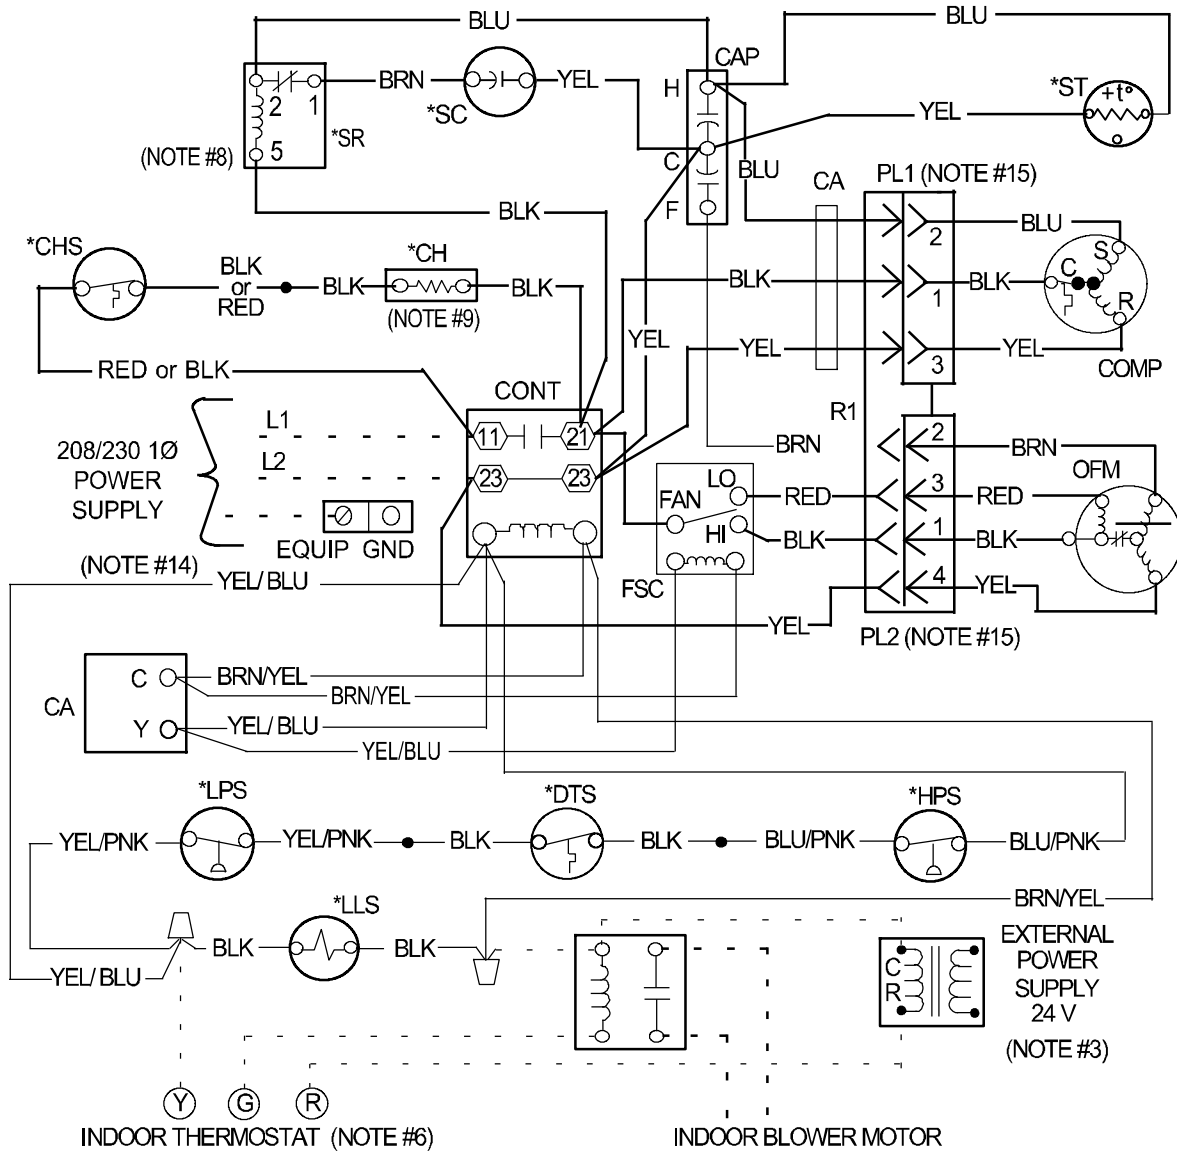 BLU
BLU
CAP
H
BRN
YEL
*SC
*ST
+t°
YEL
2
1
*SR
(NOTE #8)
5
C
BLU
CA
PL1 (NOTE #15)
F
BLK
2
BLU
*CHS
*CH
BLK
or
RED
BLK
BLK
(NOTE #9)
BLK
1
BLK
C
S
R
YEL
YEL
3
YEL
COMP
RED or BLK
CONT
R1
L1
11
21
BRN
2
BRN
208/230 1Ø
POWER
SUPPLY
L2
23
23
LO
FAN
HI
RED
3
RED
OFM
EQUIP GND
BLK
1
BLK
(NOTE #14)
YEL/ BLU
FSC
4
YEL
YEL
PL2 (NOTE #15)
CA
C
BRN/YEL
BRN/YEL
Y
YEL/ BLU
YEL/BLU
*LPS
*DTS
*HPS
YEL/PNK
YEL/PNK
BLK
BLK
BLU/PNK
BLU/PNK
*LLS
BRN/YEL
BLK
BLK
YEL/ BLU
C
R
EXTERNAL
POWER
SUPPLY
24 V
(NOTE #3)
Y
G
R
INDOOR THERMOSTAT (NOTE #6)
INDOOR BLOWER MOTOR